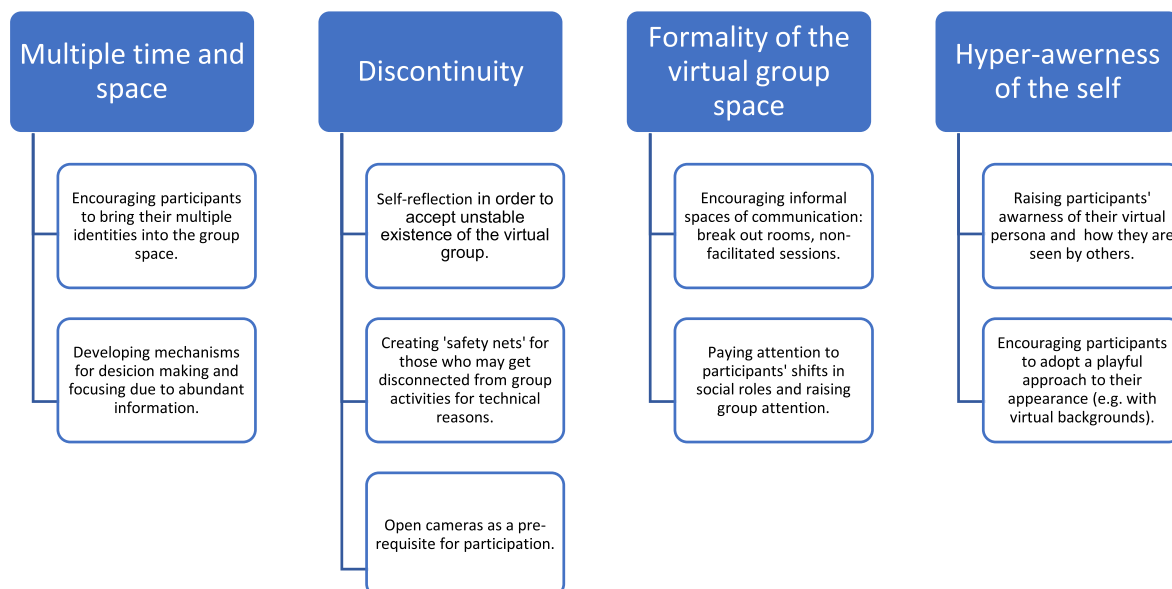 Multiple time and
space
Encouraging participants
to bring their multiple
identities into the group
space.
Developing mechanisms
for desicion making and
focusing due to abundant
information.
Discontinuity
Self-reflection in order to
accept unstable
existence of the virtual
group.
Creating 'safety nets' for
those who may get
disconnected from group
activities for technical
reasons.
Open cameras as a pre-
requisite for participation.
Formality of the
virtual group
space
Encouraging informal
spaces of communication:
break out rooms, non-
facilitated sessions.
Paying attention to
participants' shifts in
social roles and raising
group attention.
Hyper-awerness
of the self
Raising participants'
awarness of their virtual
persona and how they are
seen by others.
Encouraging participants
to adopt a playful
approach to their
appearance (e.g. with
virtual backgrounds).